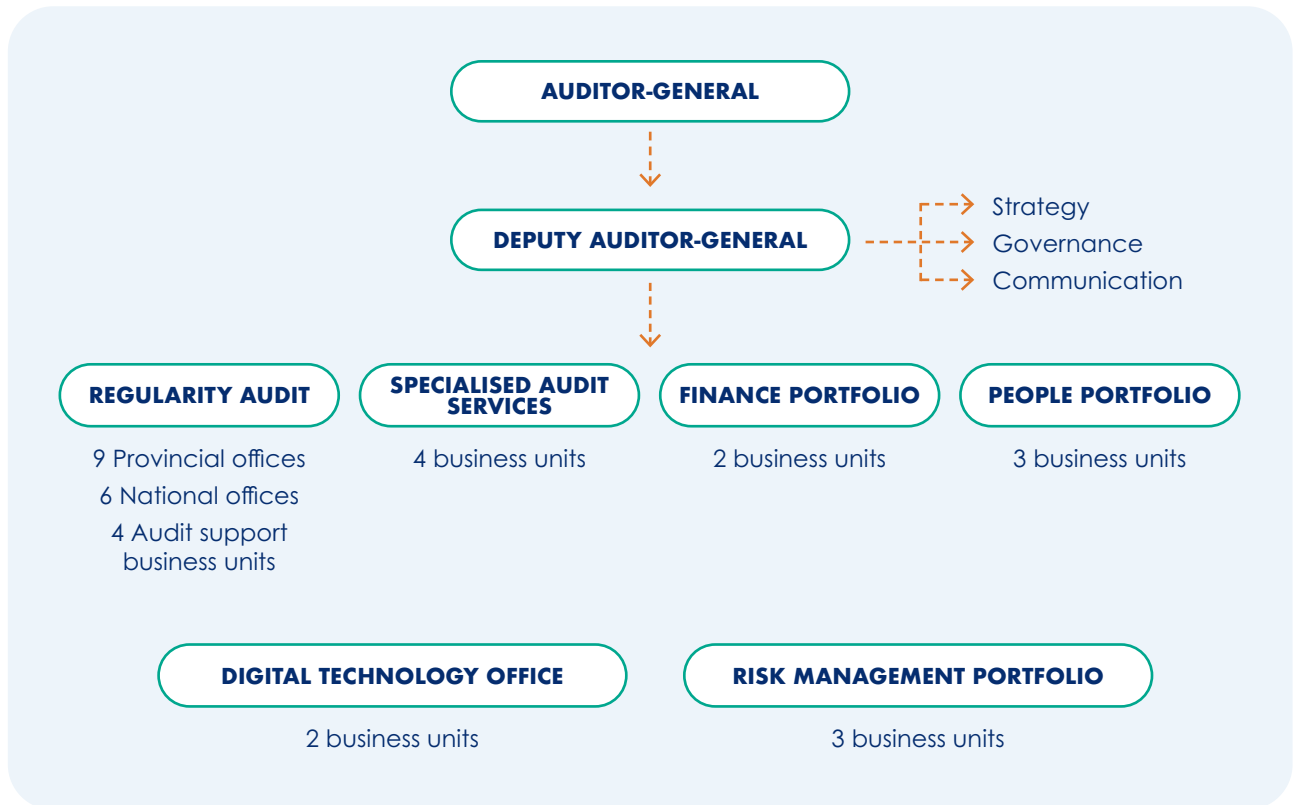 AUDITOR-GENERAL
DEPUTY AUDITOR-GENERAL
Strategy
Governance
Communication
REGULARITY AUDIT
9 Provincial offices
6 National offices
4 Audit support
business units
SPECIALISED AUDIT
SERVICES
4 business units
FINANCE PORTFOLIO
2 business units
PEOPLE PORTFOLIO
3 business units
DIGITAL TECHNOLOGY OFFICE
2 business units
RISK MANAGEMENT PORTFOLIO
3 business units